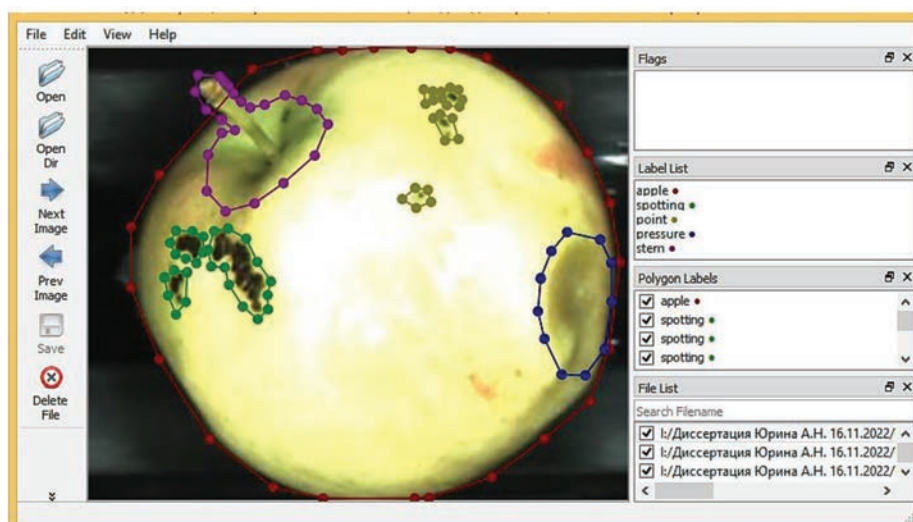 File Edit View Help
Open
Open
Dir
Next
Image
Prev
Image
Save
Delete
File
Flags
Label List
apple
spotting
point
pressure
stern
Polygon Labels
apple
spotting
spotting
spotting
File List
Search Filename
I:/Диссертация Юрина А.Н. 16.11.2022/
I:/Диссертация Юрина А.Н. 16.11.2022/
I:/Диссертация Юрина А.Н. 16.11.2022/